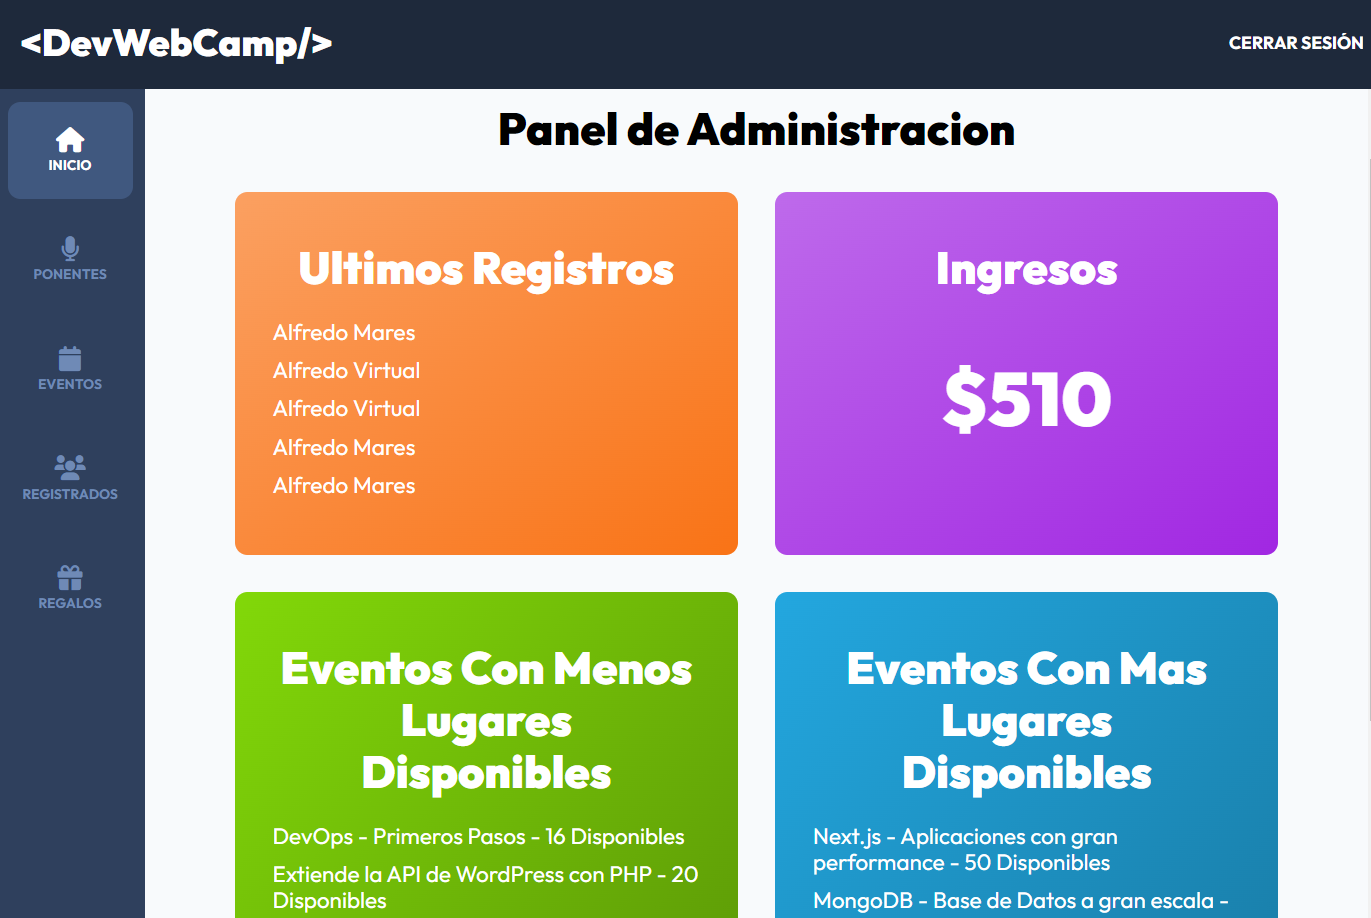 <DevWebCamp/>
CERRAR SESIÓN
INICIO
PONENTES
EVENTOS
REGISTRADOS
REGALOS
Panel de Administracion
Ultimos Registros
Alfredo Mares
Alfredo Virtual
Alfredo Virtual
Alfredo Mares
Alfredo Mares
Ingresos
$510
Eventos Con Menos
Lugares
Disponibles
DevOps - Primeros Pasos - 16 Disponibles
Extiende la API de WordPress con PHP - 20
Disponibles
Eventos Con Mas
Lugares
Disponibles
Next.js - Aplicaciones con gran
performance - 50 Disponibles
MongoDB - Base de Datos a gran escala -